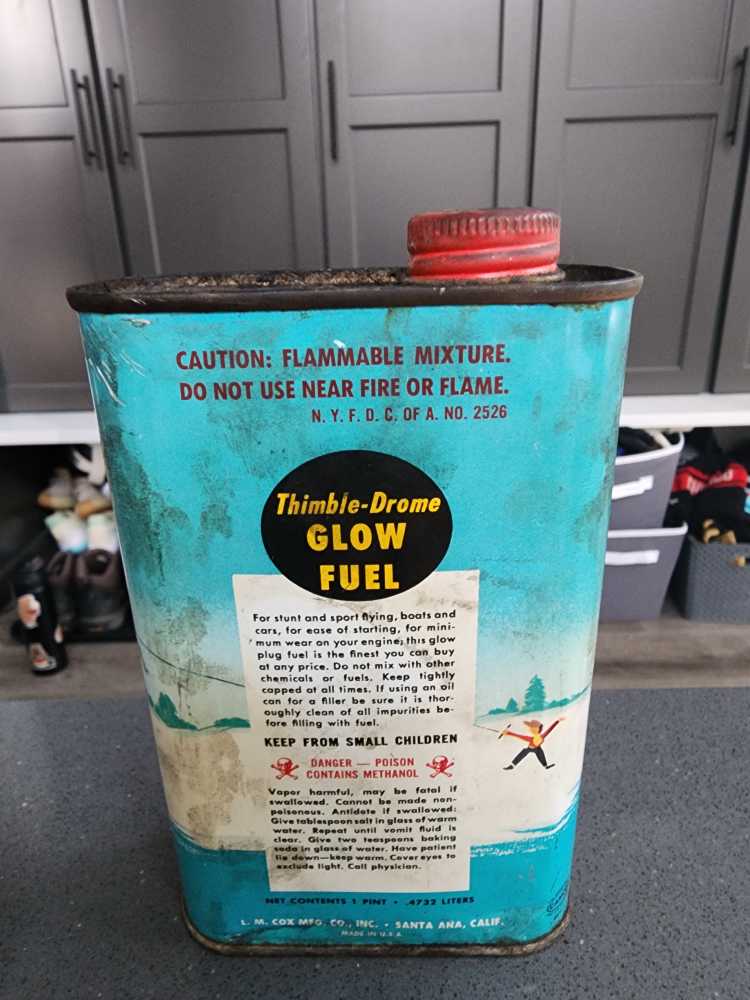 CAUTION: FLAMMABLE MIXTURE.
DO NOT USE NEAR FIRE OR FLAME.
N. Y. F. D. C. OF A. NO. 2526
Thimble-Drome
GLOW
FUEL
For stunt and sport flying, boats and
cars, for ease of starting, for mini-
mum wear on your engine; this glow
plug fuel is the finest you can buy
at any price. Do not mix with other
chemicals or fuels. Keep tightly
capped at all times. If using an oil
can for a filler be sure it is thor-
oughly clean of all impurities be-
fore filling with fuel.
KEEP FROM SMALL CHILDREN
DANGER — POISON
CONTAINS METHANOL
Vapor harmful, may be fatal if
swallowed. Cannot be made non-
poisonous. Antidote if swallowed:
Give tablespoon salt in glass of warm
water. Repeat until vomit fluid is
clear. Give two teaspoons baking
soda in glass of water. Have patient
lie down—keep warm. Cover eyes to
exclude light. Call physician.
NET CONTENTS 1 PINT • .4732 LITERS
L. M. COX MFG. CO., INC. • SANTA ANA, CALIF.
MADE IN U.S.A.